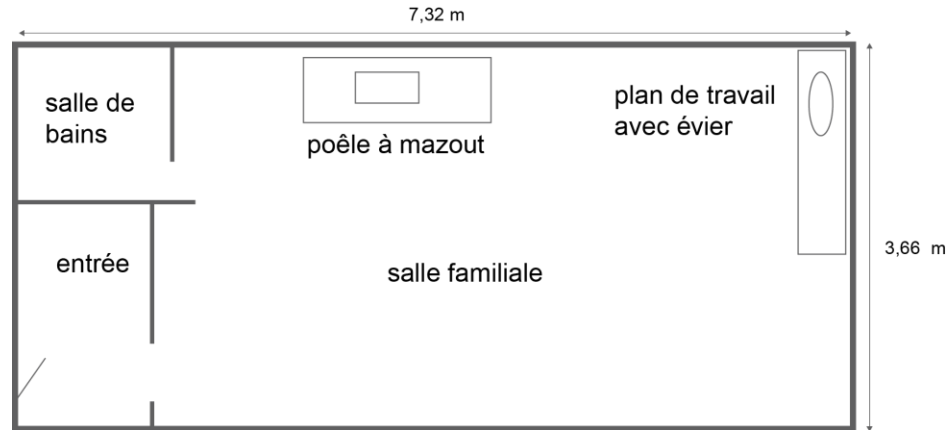 7,32 m
salle de
bains
poêle à mazout
plan de travail
avec évier
entrée
salle familiale
3,66 m